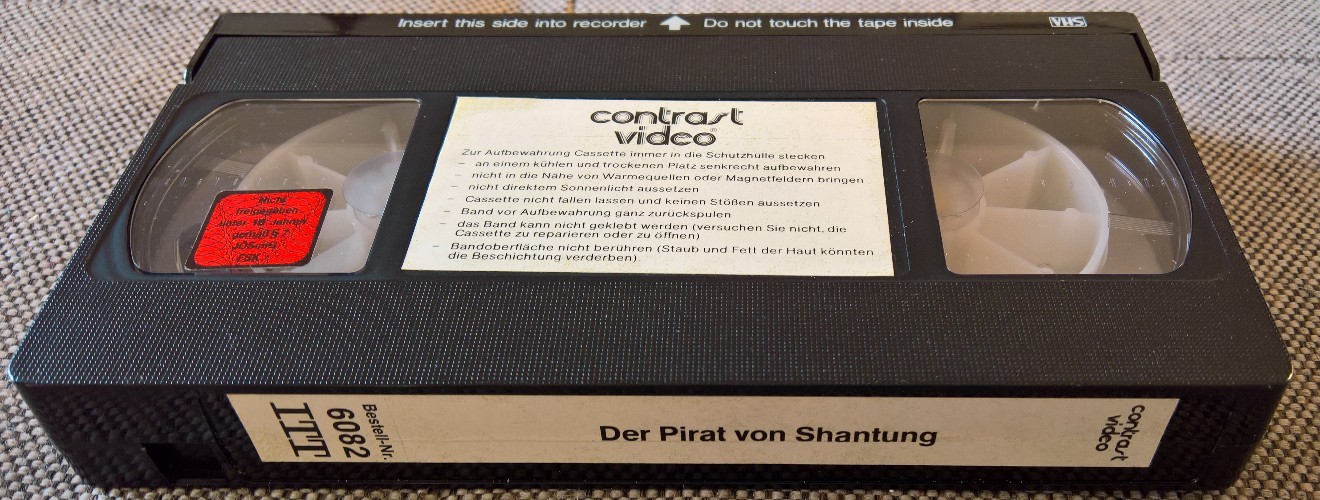 Insert this side into recorder Do not touch the tape inside VHS
contrast
video®
Zur Aufbewahrung Cassette immer in die Schutzhülle stecken
– an einem kühlen und trockenen Platz senkrecht aufbewahren
– nicht in die Nähe von Wärmequellen oder Magnetfeldern bringen
– nicht direktem Sonnenlicht aussetzen
– Cassette nicht fallen lassen und keinen Stößen aussetzen
– Band vor Aufbewahrung ganz zurückspulen
– das Band kann nicht geklebt werden (versuchen Sie nicht, die
Cassette zu reparieren oder zu öffnen)
– Bandoberfläche nicht berühren (Staub und Fett der Haut könnten
die Beschichtung verderben).
Nicht
freigegeben
unter 18 Jahren
gemäß § 7
JÖSchG
FSK
Bestell-Nr.
6082
III
Der Pirat von Shantung
contrast
video